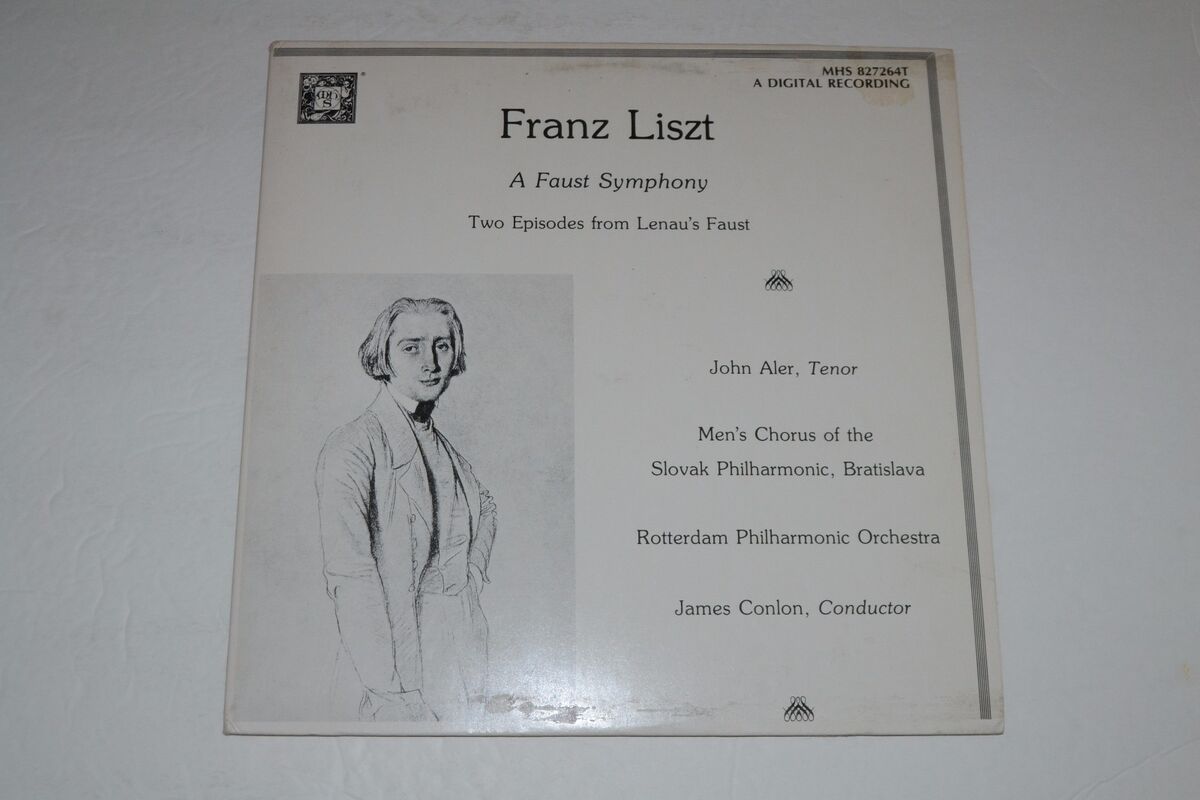 MHS
MHS 827264T
A DIGITAL RECORDING
Franz Liszt
A Faust Symphony
Two Episodes from Lenau's Faust
John Aler, Tenor
Men's Chorus of the
Slovak Philharmonic, Bratislava
Rotterdam Philharmonic Orchestra
James Conlon, Conductor